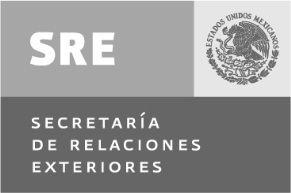 SRE
ESTADOS UNIDOS MEXICANOS
SECRETARÍA
DE RELACIONES
EXTERIORES